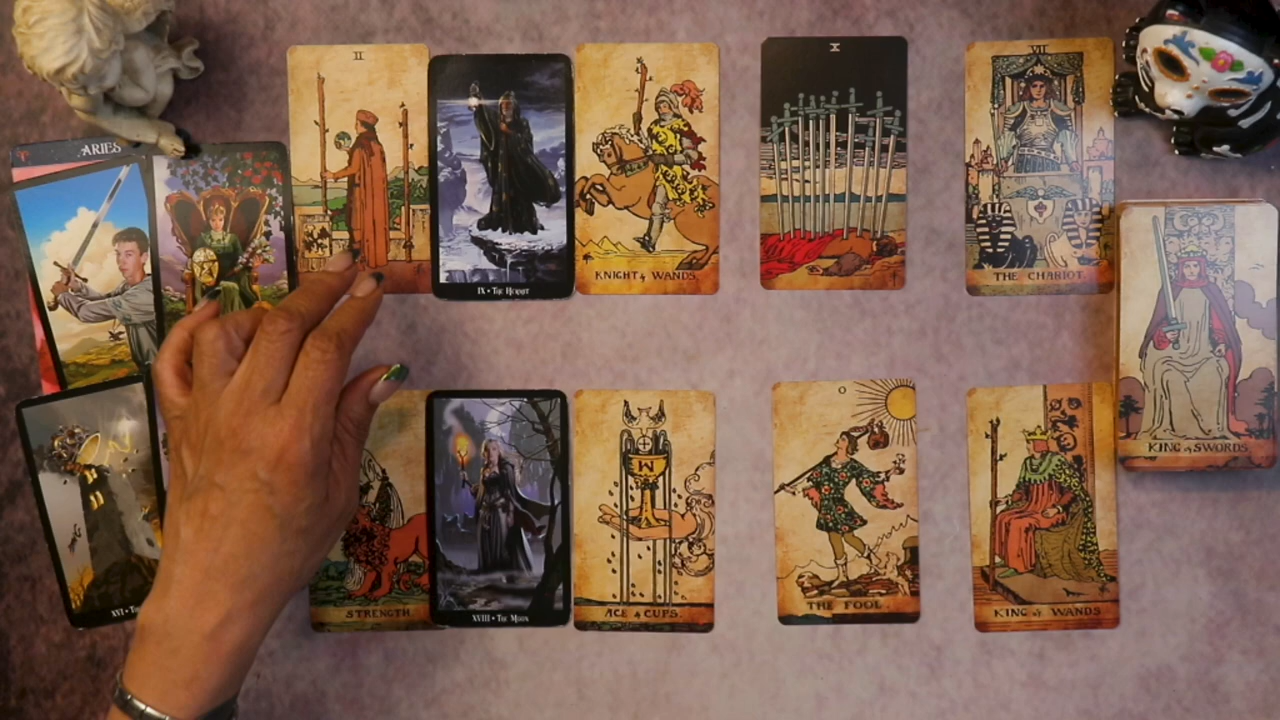 ARIES
II
IX • THE HERMIT
KNIGHT of WANDS.
X
VII
THE CHARIOT.
KING of SWORDS
STRENGTH.
XVIII • THE MOON
W
ACE of CUPS.
0
THE FOOL.
KING of WANDS
XVI •